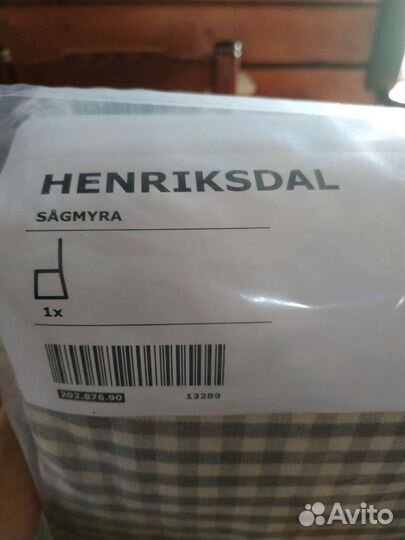 HENRIKSDAL
SÅGMYRA
1x
202.876.90 13289
Avito